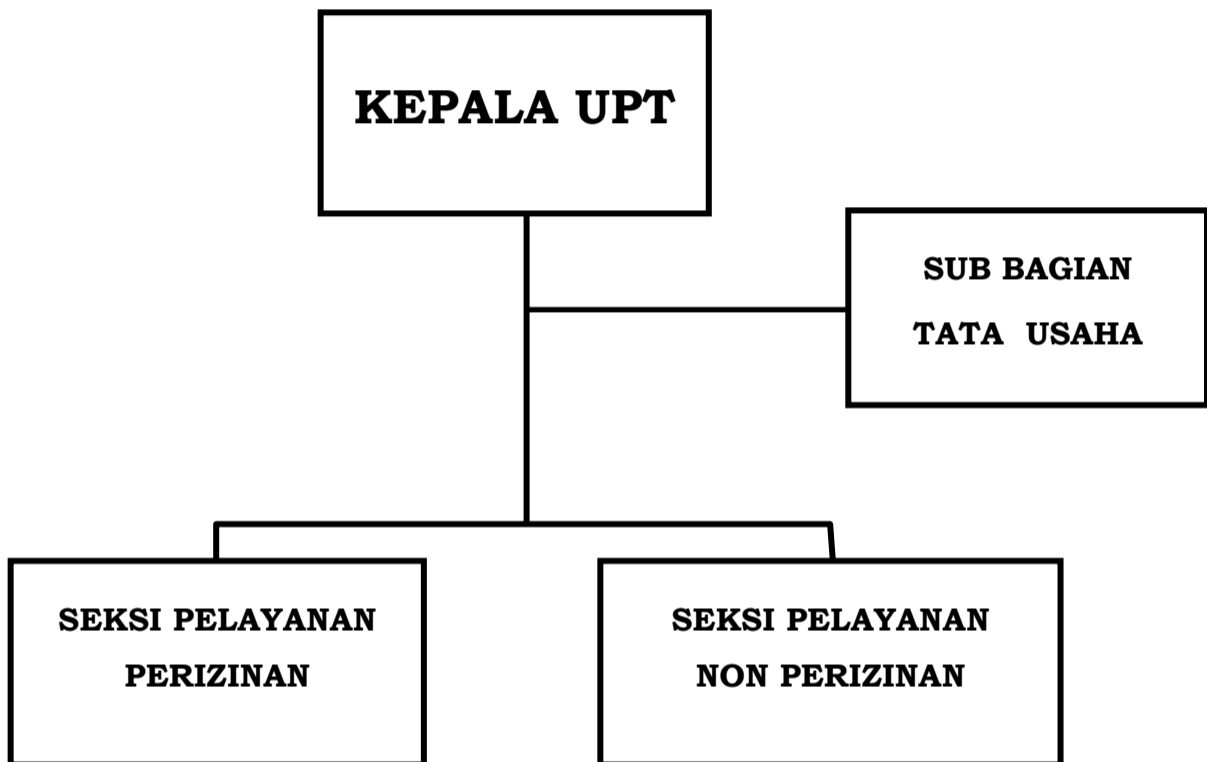 KEPALA UPT
SUB BAGIAN
TATA USAHA
SEKSI PELAYANAN
PERIZINAN
SEKSI PELAYANAN
NON PERIZINAN